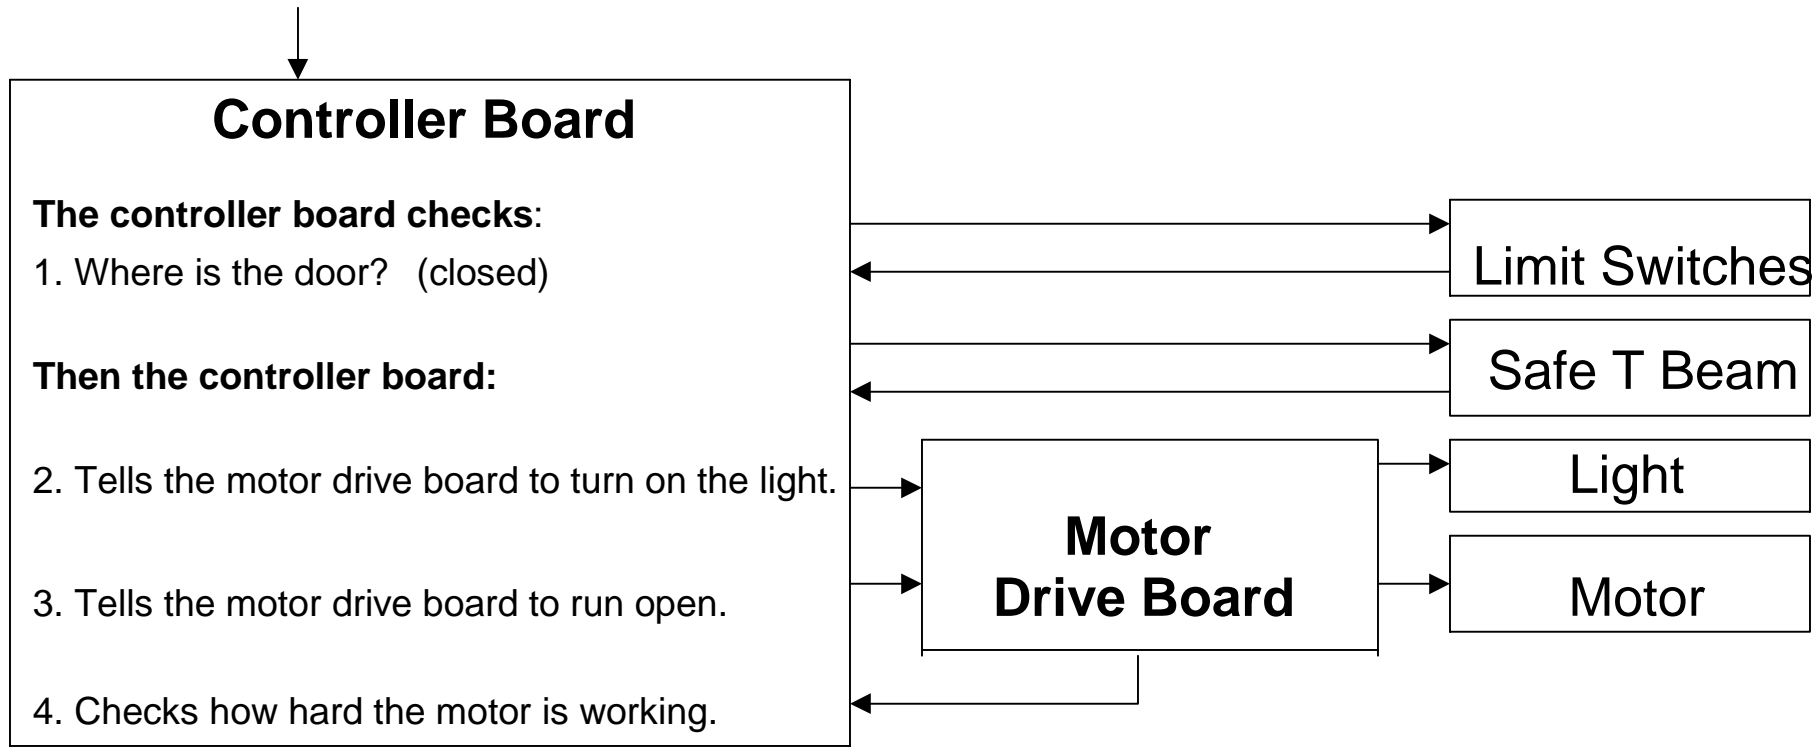 Controller Board
The controller board checks:
1. Where is the door? (closed)
Then the controller board:
2. Tells the motor drive board to turn on the light.
3. Tells the motor drive board to run open.
4. Checks how hard the motor is working.
Motor
Drive Board
Limit Switches
Safe T Beam
Light
Motor